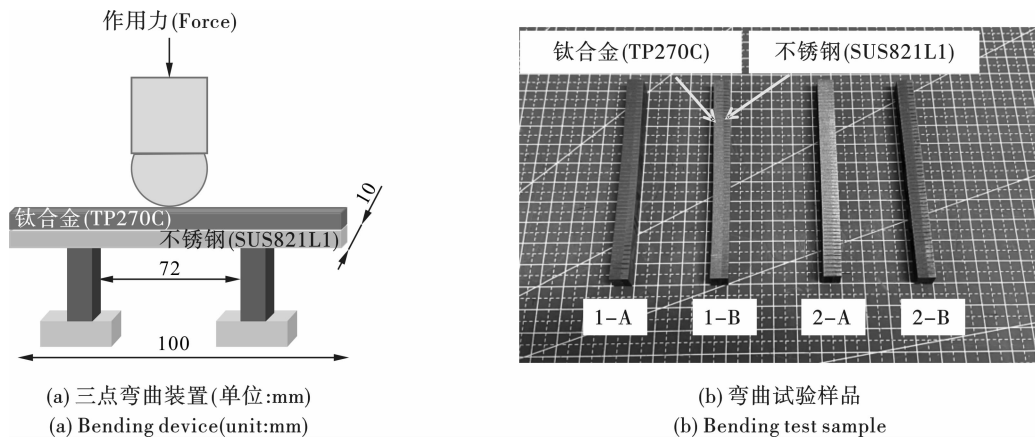 作用力(Force)
钛合金(TP270C)
不锈钢(SUS821L1)
10
72
100
(a) 三点弯曲装置(单位:mm)
(a) Bending device(unit:mm)
钛合金(TP270C)
不锈钢(SUS821L1)
1-A
1-B
2-A
2-B
(b) 弯曲试验样品
(b) Bending test sample